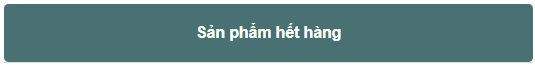 Sản phẩm hết hàng